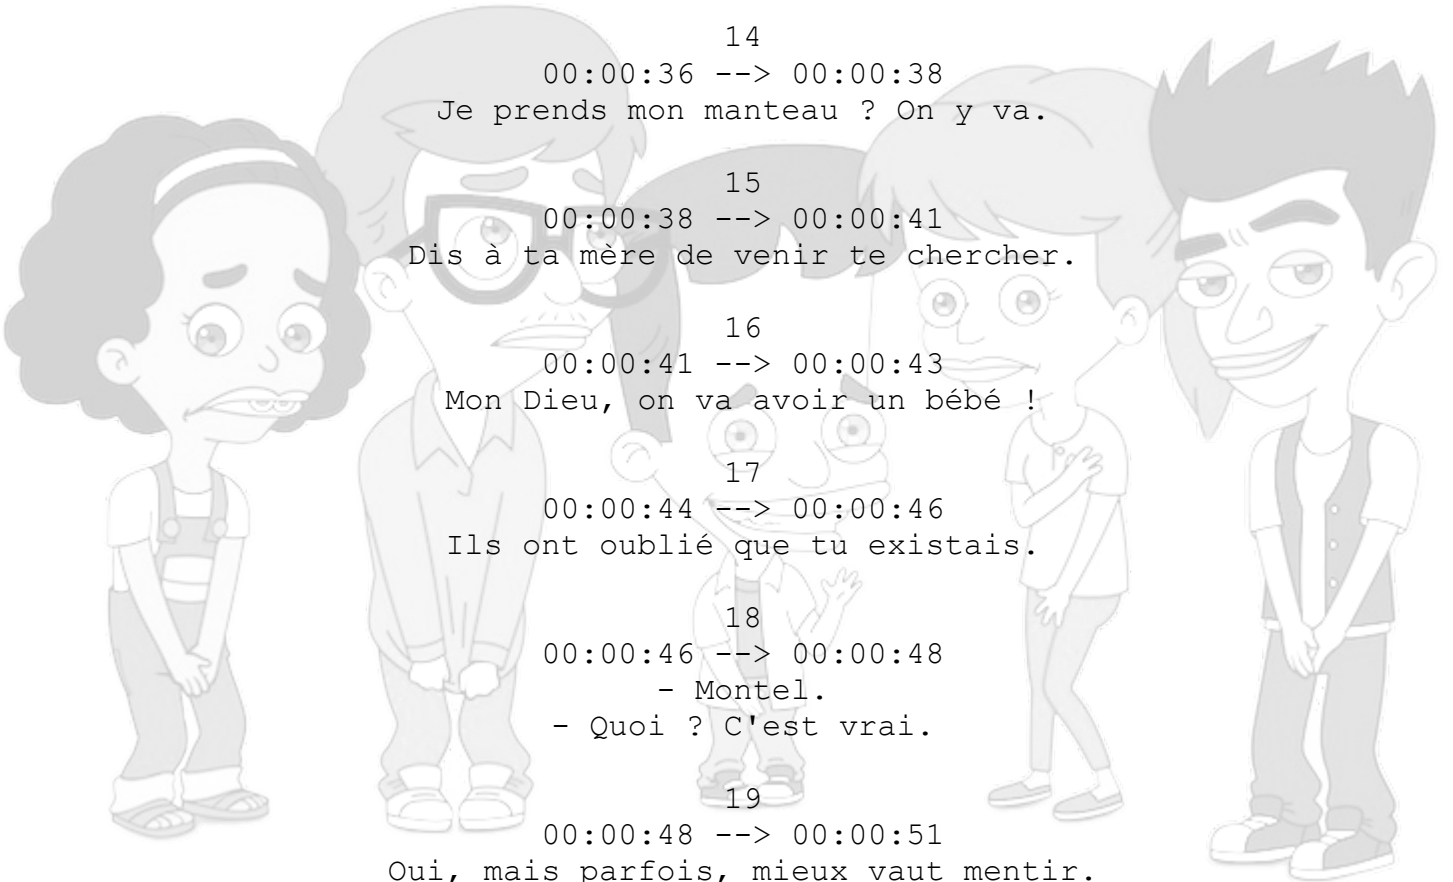 14
00:00:36 --> 00:00:38
Je prends mon manteau ? On y va.
15
00:00:38 --> 00:00:41
Dis à ta mère de venir te chercher.
16
00:00:41 --> 00:00:43
Mon Dieu, on va avoir un bébé !
17
00:00:44 --> 00:00:46
Ils ont oublié que tu existais.
18
00:00:46 --> 00:00:48
- Montel.
- Quoi ? C'est vrai.
19
00:00:48 --> 00:00:51
Oui, mais parfois, mieux vaut mentir.